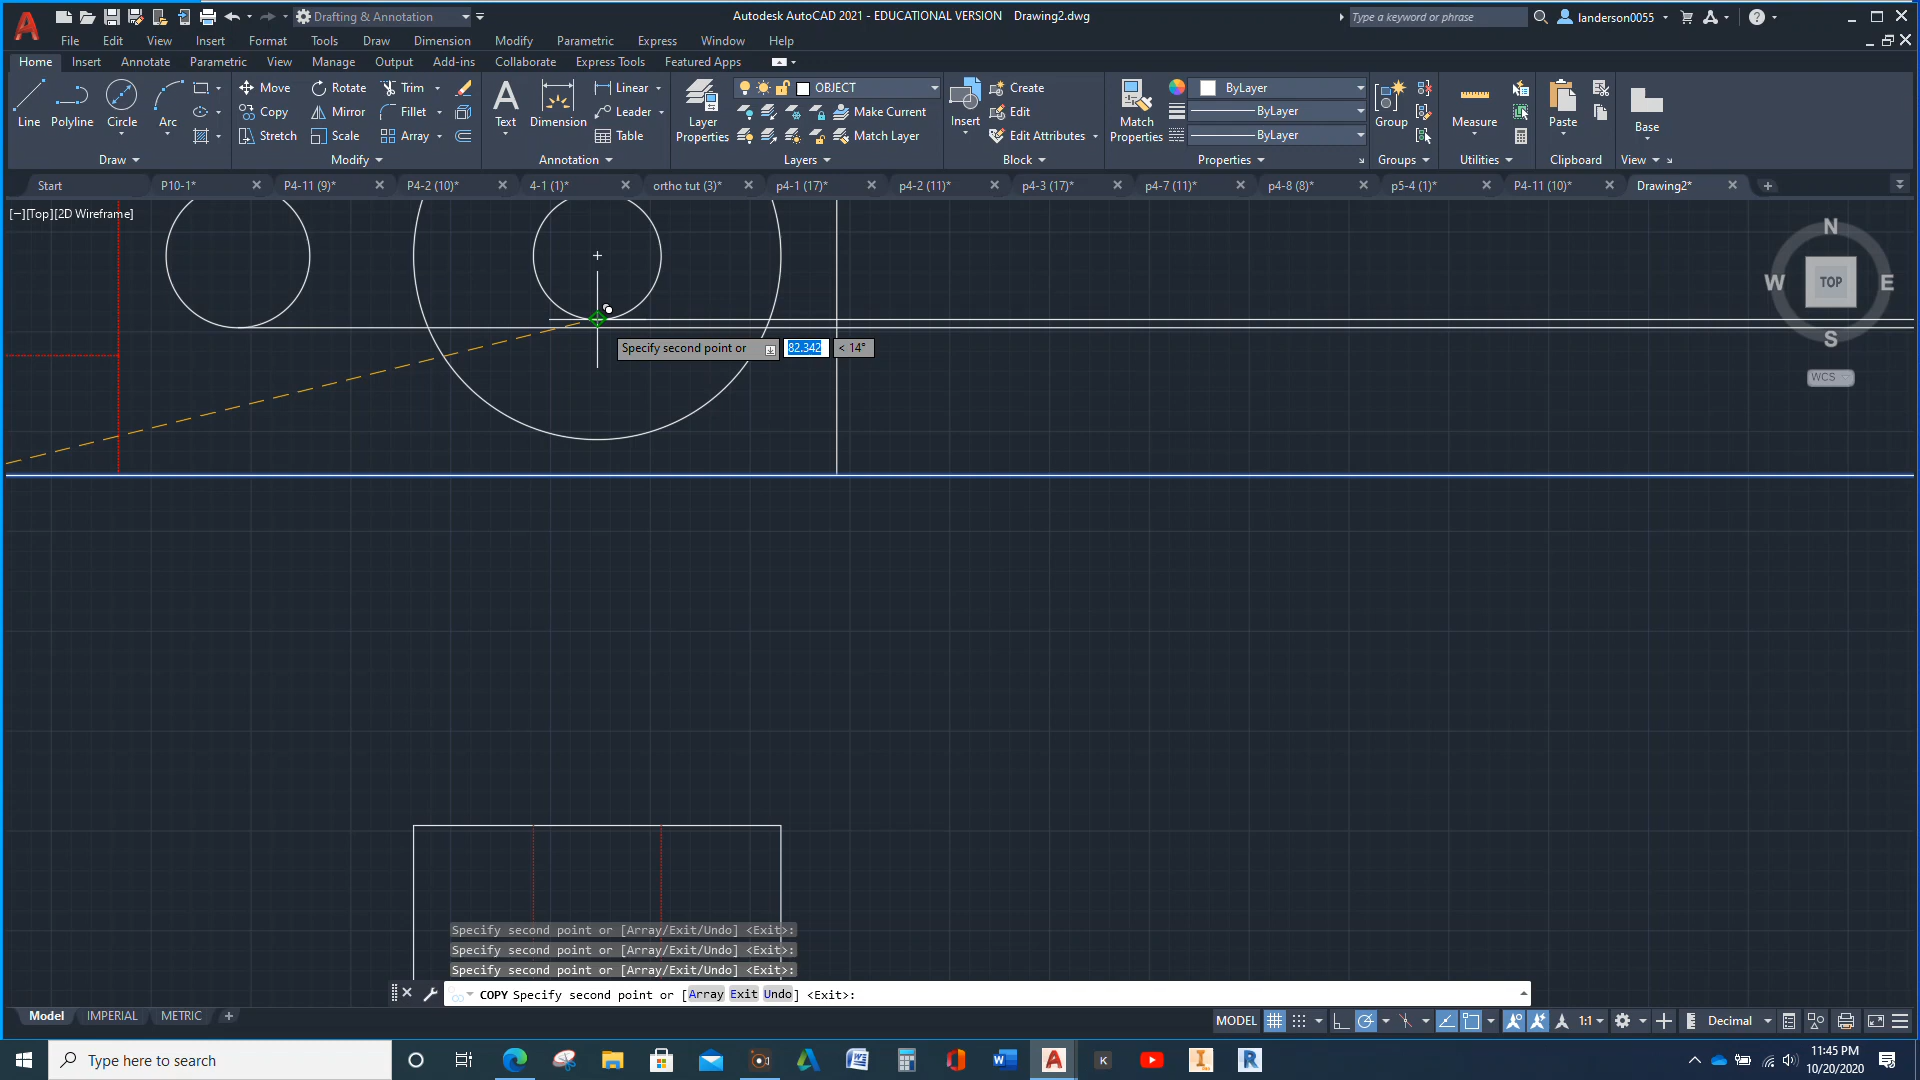 Drafting & Annotation
Autodesk AutoCAD 2021 - EDUCATIONAL VERSION Drawing2.dwg
Type a keyword or phrase
landerson0055
File Edit View Insert Format Tools Draw Dimension Modify Parametric Express Window Help
Home Insert Annotate Parametric View Manage Output Add-ins Collaborate Express Tools Featured Apps
Move Rotate Trim Linear OBJECT Create ByLayer
Copy Mirror Fillet Leader Make Current Edit ByLayer
Line Polyline Circle Arc Text Dimension Layer Properties Insert Match Properties Group Measure Paste Base
Stretch Scale Array Table Match Layer Edit Attributes ByLayer
Draw Modify Annotation Layers Block Properties Groups Utilities Clipboard View
Start P10-1* P4-11 (9)* P4-2 (10)* 4-1 (1)* ortho tut (3)* p4-1 (17)* p4-2 (11)* p4-3 (17)* p4-7 (11)* p4-8 (8)* p5-4 (1)* P4-11 (10)* Drawing2*
[−][Top][2D Wireframe]
N
W TOP E
S
WCS
Specify second point or 82.342 < 14°
Specify second point or [Array/Exit/Undo] <Exit>:
Specify second point or [Array/Exit/Undo] <Exit>:
Specify second point or [Array/Exit/Undo] <Exit>:
COPY Specify second point or [Array Exit Undo] <Exit>:
Model IMPERIAL METRIC
MODEL 1:1 Decimal
Type here to search
11:45 PM
10/20/2020